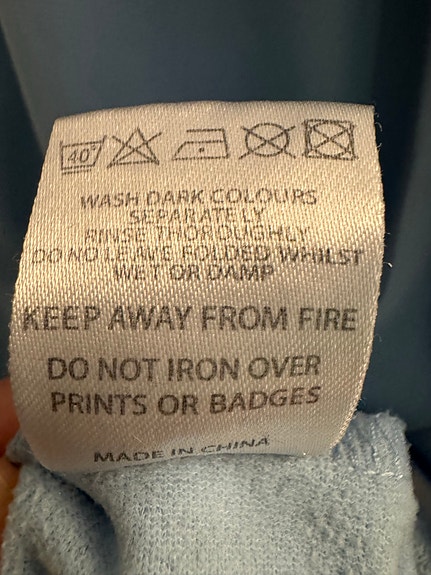 40°
WASH DARK COLOURS
SEPARATELY
RINSE THOROUGHLY
DO NO LEAVE FOLDED WHILST
WET OR DAMP
KEEP AWAY FROM FIRE
DO NOT IRON OVER
PRINTS OR BADGES
MADE IN CHINA